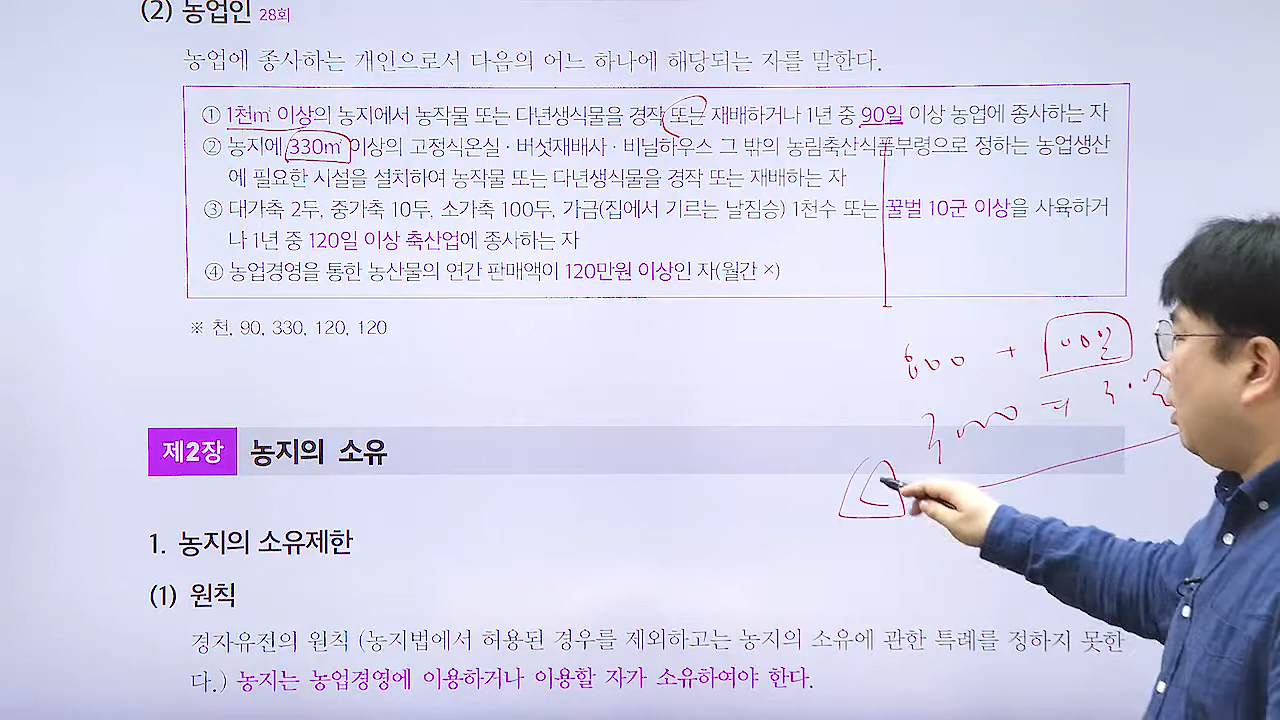 (2) 농업인 28회
농업에 종사하는 개인으로서 다음의 어느 하나에 해당되는 자를 말한다.
① 1천㎡ 이상의 농지에서 농작물 또는 다년생식물을 경작 또는 재배하거나 1년 중 90일 이상 농업에 종사하는 자
② 농지에 330㎡ 이상의 고정식온실·버섯재배사·비닐하우스 그 밖의 농림축산식품부령으로 정하는 농업생산
에 필요한 시설을 설치하여 농작물 또는 다년생식물을 경작 또는 재배하는 자
③ 대가축 2두, 중가축 10두, 소가축 100두, 가금(집에서 기르는 날짐승) 1천수 또는 꿀벌 10군 이상을 사육하거
나 1년 중 120일 이상 축산업에 종사하는 자
④ 농업경영을 통한 농산물의 연간 판매액이 120만원 이상인 자(월간 ×)
※ 천, 90, 330, 120, 120
800 +
제2장 농지의 소유
1. 농지의 소유제한
(1) 원칙
경자유전의 원칙 (농지법에서 허용된 경우를 제외하고는 농지의 소유에 관한 특례를 정하지 못한
다.) 농지는 농업경영에 이용하거나 이용할 자가 소유하여야 한다.